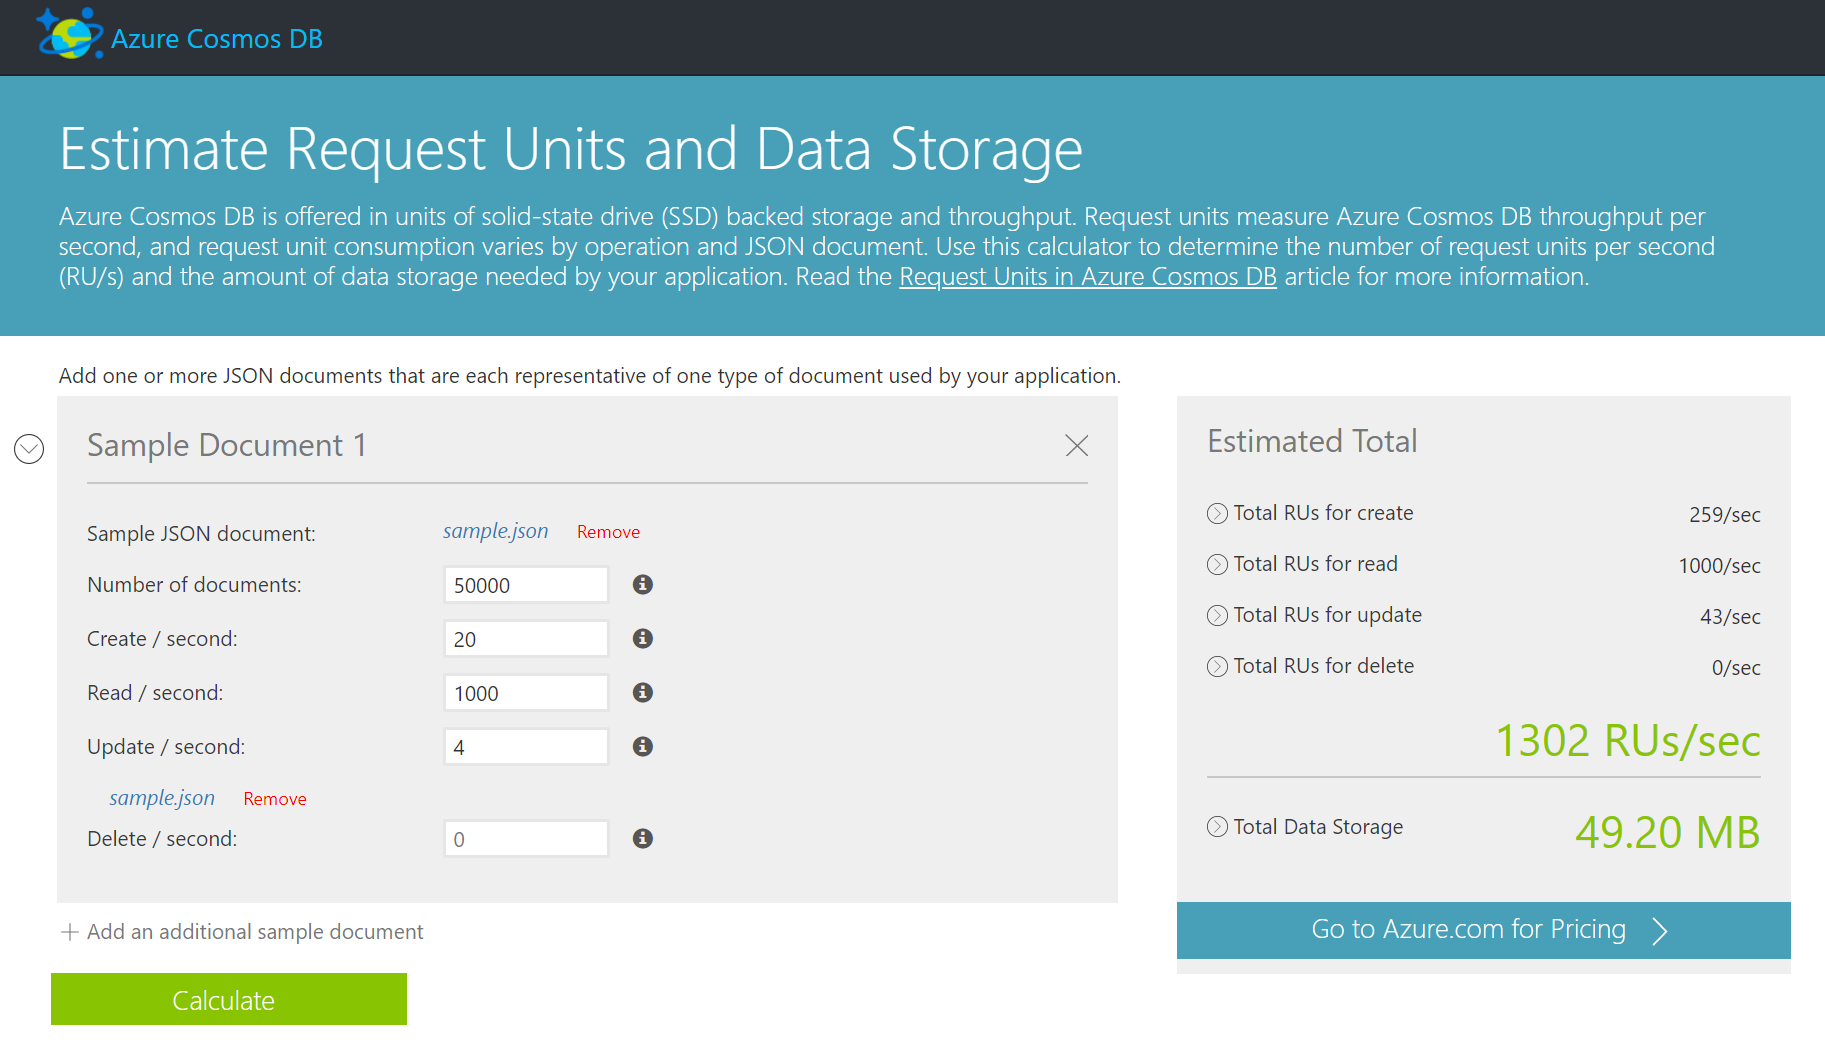 Azure Cosmos DB
Estimate Request Units and Data Storage
Azure Cosmos DB is offered in units of solid-state drive (SSD) backed storage and throughput. Request units measure Azure Cosmos DB throughput per
second, and request unit consumption varies by operation and JSON document. Use this calculator to determine the number of request units per second
(RU/s) and the amount of data storage needed by your application. Read the Request Units in Azure Cosmos DB article for more information.
Add one or more JSON documents that are each representative of one type of document used by your application.
Sample Document 1
Sample JSON document: sample.json Remove
Number of documents: 50000
Create / second: 20
Read / second: 1000
Update / second: 4
sample.json Remove
Delete / second: 0
Add an additional sample document
Calculate
Estimated Total
Total RUs for create 259/sec
Total RUs for read 1000/sec
Total RUs for update 43/sec
Total RUs for delete 0/sec
1302 RUs/sec
Total Data Storage 49.20 MB
Go to Azure.com for Pricing